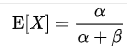 E[X] = α / (α + β)